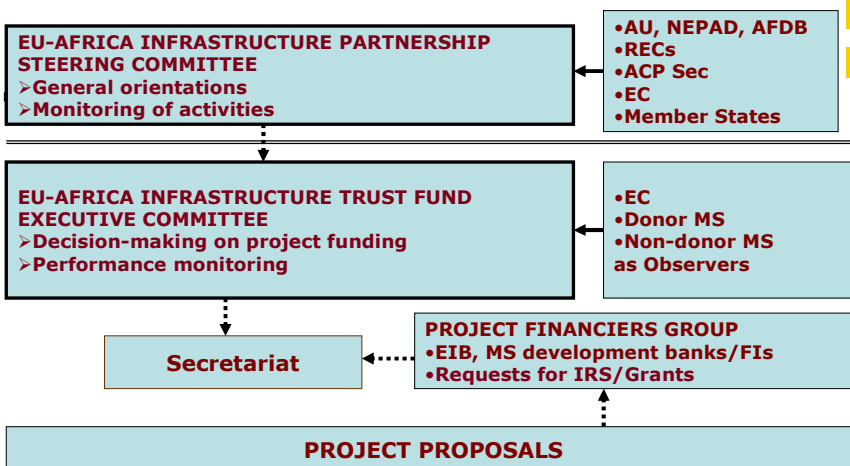 EU-AFRICA INFRASTRUCTURE PARTNERSHIP
STEERING COMMITTEE
➢General orientations
➢Monitoring of activities
•AU, NEPAD, AFDB
•RECs
•ACP Sec
•EC
•Member States
EU-AFRICA INFRASTRUCTURE TRUST FUND
EXECUTIVE COMMITTEE
➢Decision-making on project funding
➢Performance monitoring
•EC
•Donor MS
•Non-donor MS
as Observers
Secretariat
PROJECT FINANCIERS GROUP
•EIB, MS development banks/FIs
•Requests for IRS/Grants
PROJECT PROPOSALS